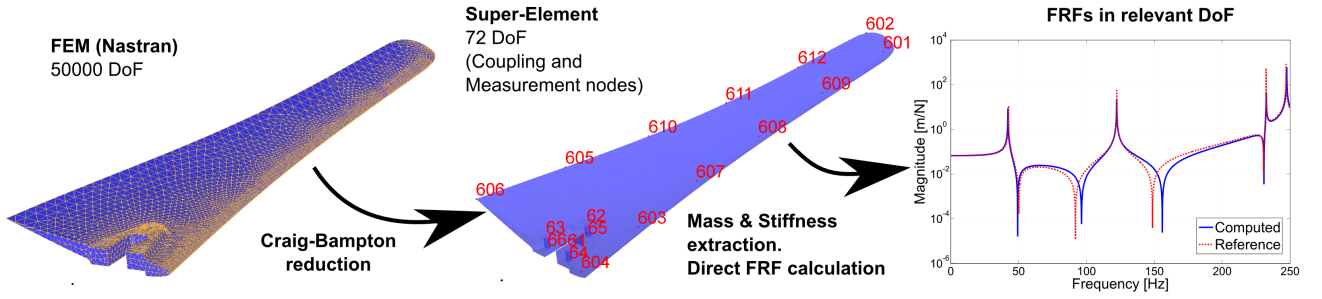 FEM (Nastran)
50000 DoF
Craig-Bampton
reduction
Super-Element
72 DoF
(Coupling and
Measurement nodes)
602
601
612
609
611
608
610
605
607
606
62
603
63
65
6661
64
604
Mass & Stiffness
extraction.
Direct FRF calculation
FRFs in relevant DoF
Magnitude [m/N]
10^4
10^2
10^0
10^-2
10^-4
10^-6
0 50 100 150 200 250
Frequency [Hz]
Computed
Reference